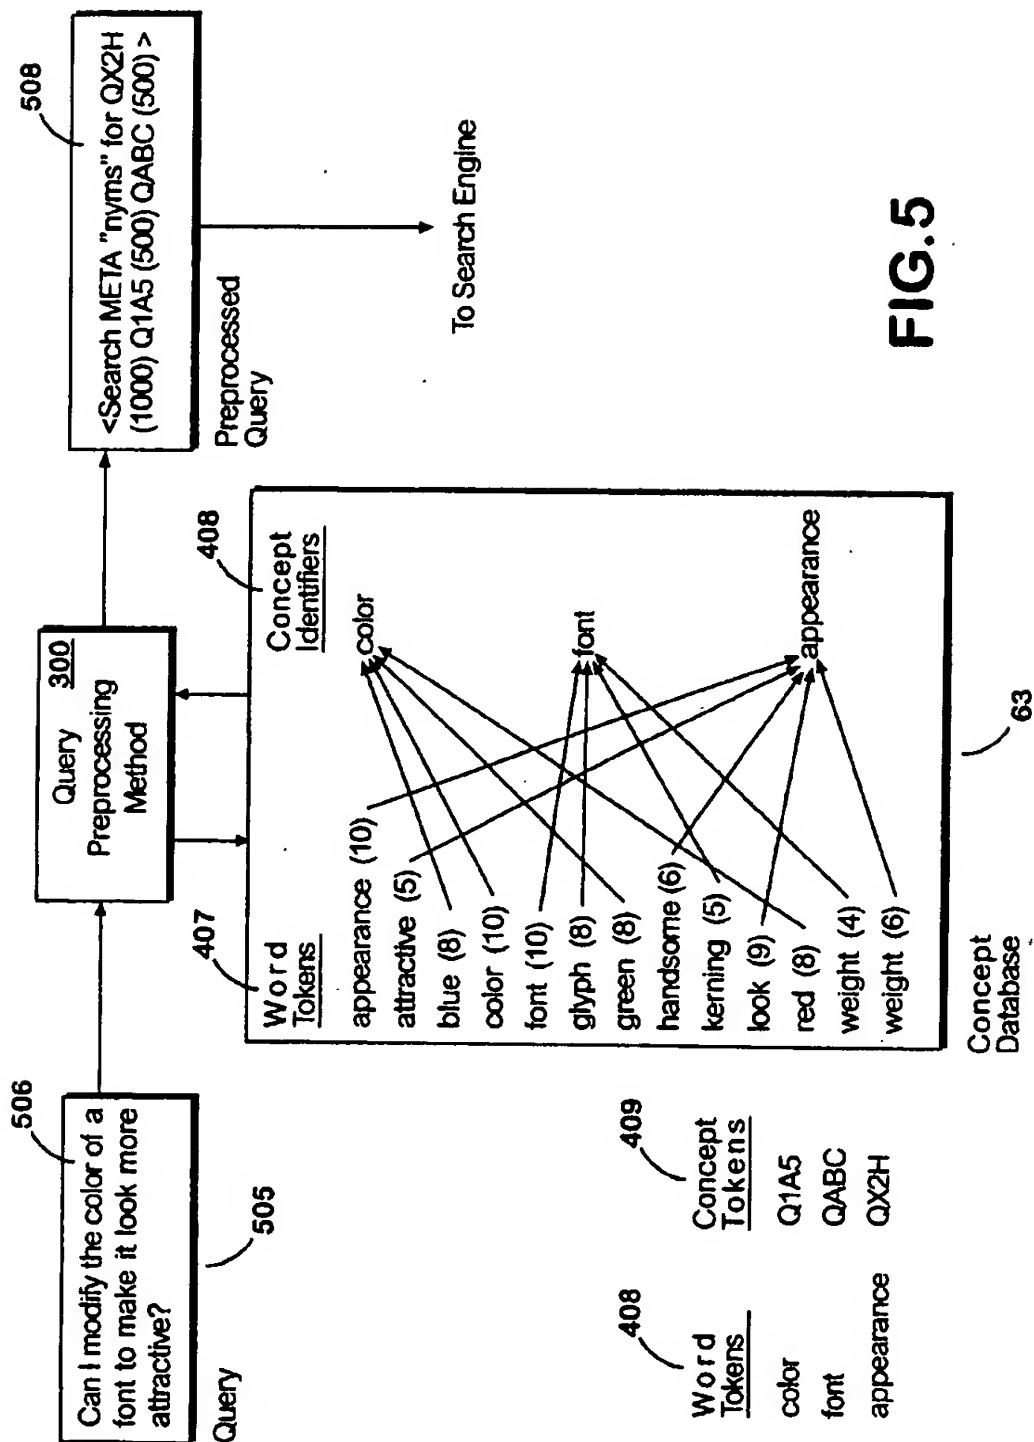 506
Can I modify the color of a
font to make it look more
attractive?
Query
505
Query 300
Preprocessing
Method
508
<Search META "nyms" for QX2H
(1000) Q1A5 (500) QABC (500) >
Preprocessed
Query
To Search Engine
407
Word
Tokens
408
Concept
Identifiers
appearance (10)
attractive (5)
blue (8)
color (10)
font (10)
glyph (8)
green (8)
handsome (6)
kerning (5)
look (9)
red (8)
weight (4)
weight (6)
color
font
appearance
Concept
Database
63
408
Word
Tokens
color
font
appearance
409
Concept
Tokens
Q1A5
QABC
QX2H
FIG.5